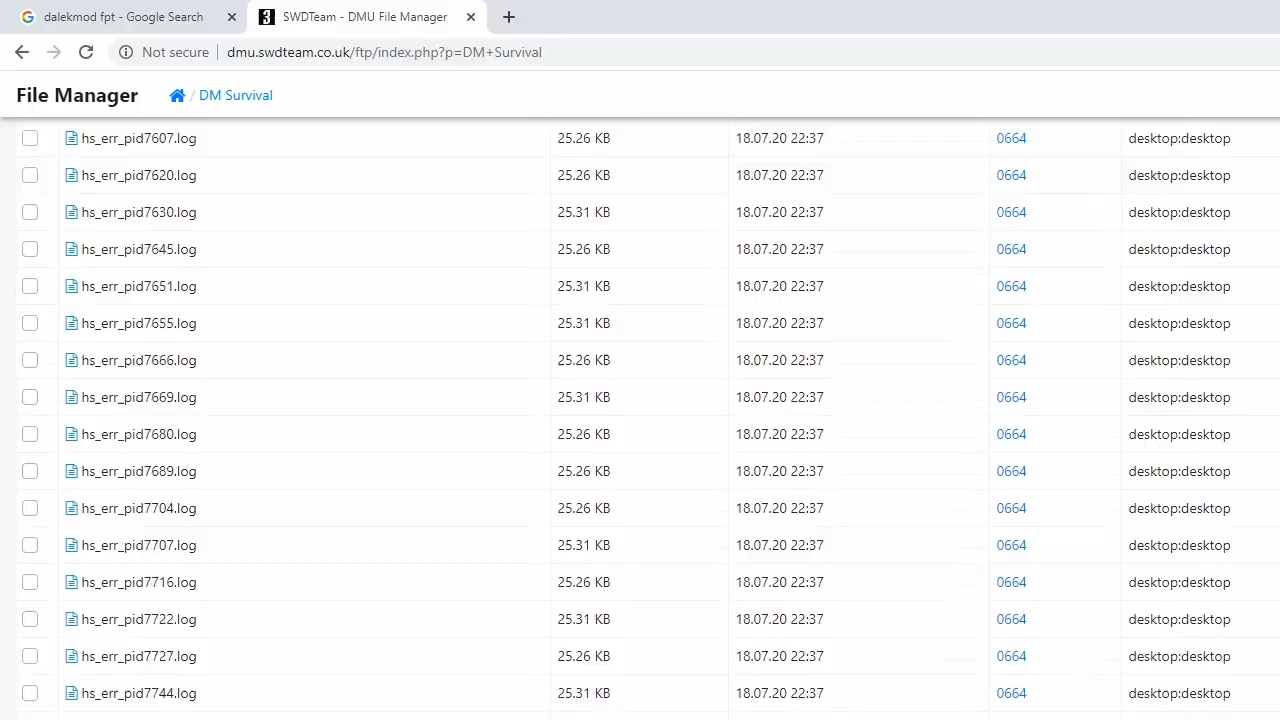 dalekmod fpt - Google Search
SWDTeam - DMU File Manager
Not secure
dmu.swdteam.co.uk/ftp/index.php?p=DM+Survival
File Manager / DM Survival
hs_err_pid7607.log 25.26 KB 18.07.20 22:37 0664 desktop:desktop
hs_err_pid7620.log 25.26 KB 18.07.20 22:37 0664 desktop:desktop
hs_err_pid7630.log 25.31 KB 18.07.20 22:37 0664 desktop:desktop
hs_err_pid7645.log 25.26 KB 18.07.20 22:37 0664 desktop:desktop
hs_err_pid7651.log 25.31 KB 18.07.20 22:37 0664 desktop:desktop
hs_err_pid7655.log 25.31 KB 18.07.20 22:37 0664 desktop:desktop
hs_err_pid7666.log 25.26 KB 18.07.20 22:37 0664 desktop:desktop
hs_err_pid7669.log 25.31 KB 18.07.20 22:37 0664 desktop:desktop
hs_err_pid7680.log 25.26 KB 18.07.20 22:37 0664 desktop:desktop
hs_err_pid7689.log 25.26 KB 18.07.20 22:37 0664 desktop:desktop
hs_err_pid7704.log 25.26 KB 18.07.20 22:37 0664 desktop:desktop
hs_err_pid7707.log 25.31 KB 18.07.20 22:37 0664 desktop:desktop
hs_err_pid7716.log 25.26 KB 18.07.20 22:37 0664 desktop:desktop
hs_err_pid7722.log 25.31 KB 18.07.20 22:37 0664 desktop:desktop
hs_err_pid7727.log 25.26 KB 18.07.20 22:37 0664 desktop:desktop
hs_err_pid7744.log 25.31 KB 18.07.20 22:37 0664 desktop:desktop